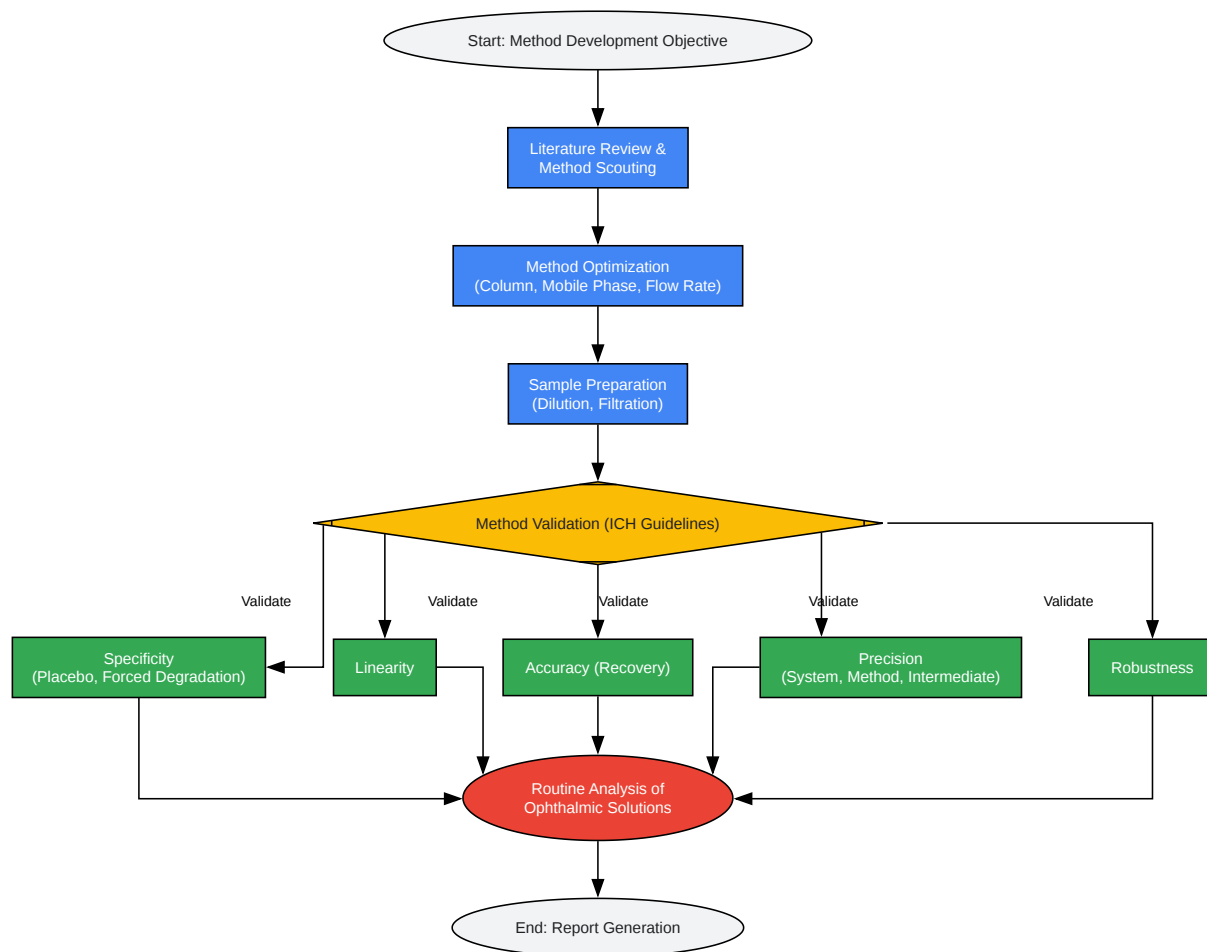 Start: Method Development Objective
Literature Review &
Method Scouting
Method Optimization
(Column, Mobile Phase, Flow Rate)
Sample Preparation
(Dilution, Filtration)
Method Validation (ICH Guidelines)
Validate
Validate
Validate
Validate
Validate
Specificity
(Placebo, Forced Degradation)
Linearity
Accuracy (Recovery)
Precision
(System, Method, Intermediate)
Robustness
Routine Analysis of
Ophthalmic Solutions
End: Report Generation